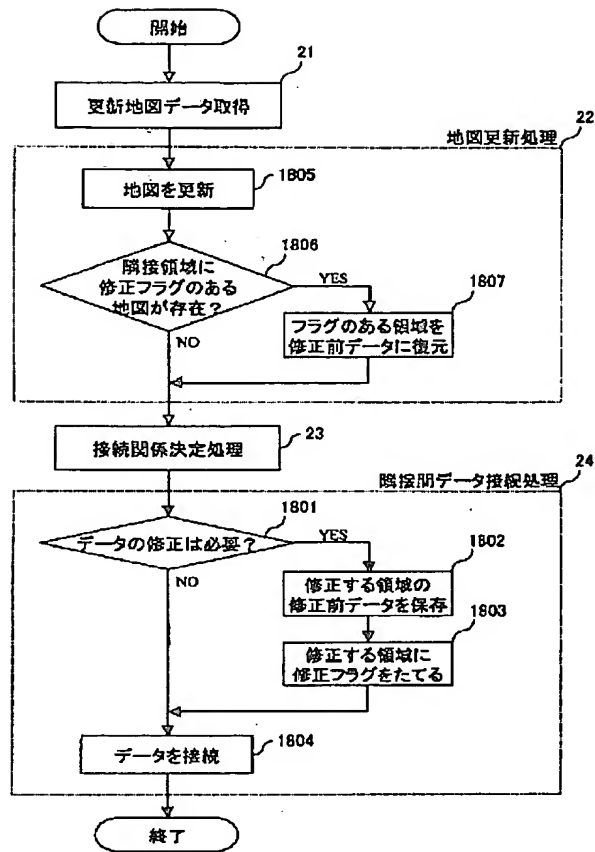 開始
21
更新地図データ取得
22
地図更新処理
1805
地図を更新
1806
隣接領域に
修正フラグのある
地図が存在?
YES
1807
フラグのある領域を
修正前データに復元
NO
23
接続関係決定処理
24
隣接間データ接続処理
1801
データの修正は必要?
YES
1802
修正する領域の
修正前データを保存
NO
1803
修正する領域に
修正フラグをたてる
1804
データを接続
終了